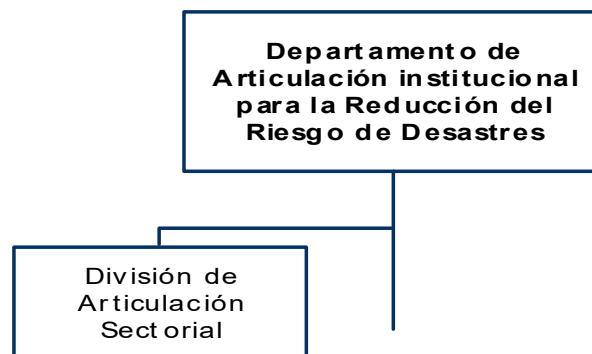 Departamento de
Articulación institucional
para la Reducción del
Riesgo de Desastres
División de
Articulación
Sectorial